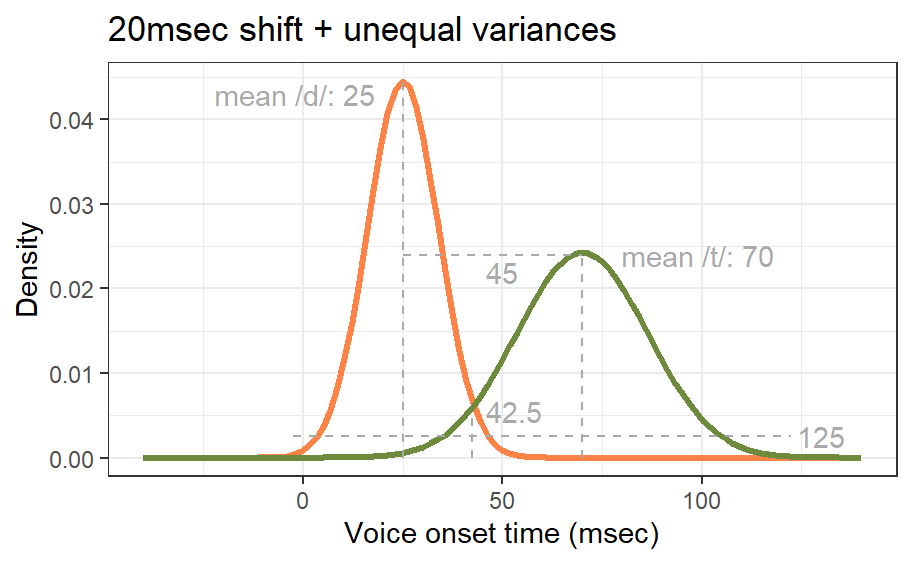 20msec shift + unequal variances
mean /d/: 25
0.04
0.03
mean /t/: 70
45
0.02
0.01
42.5
125
0.00
Density
0
50
100
Voice onset time (msec)